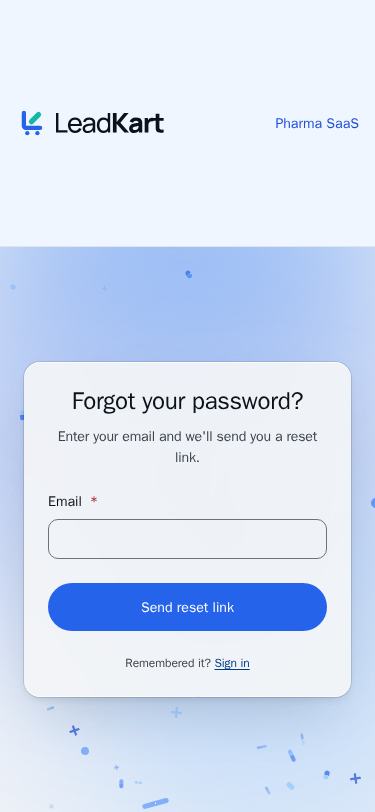 LeadKart
Pharma SaaS
Forgot your password?
Enter your email and we'll send you a reset
link.
Email *
Send reset link
Remembered it? Sign in